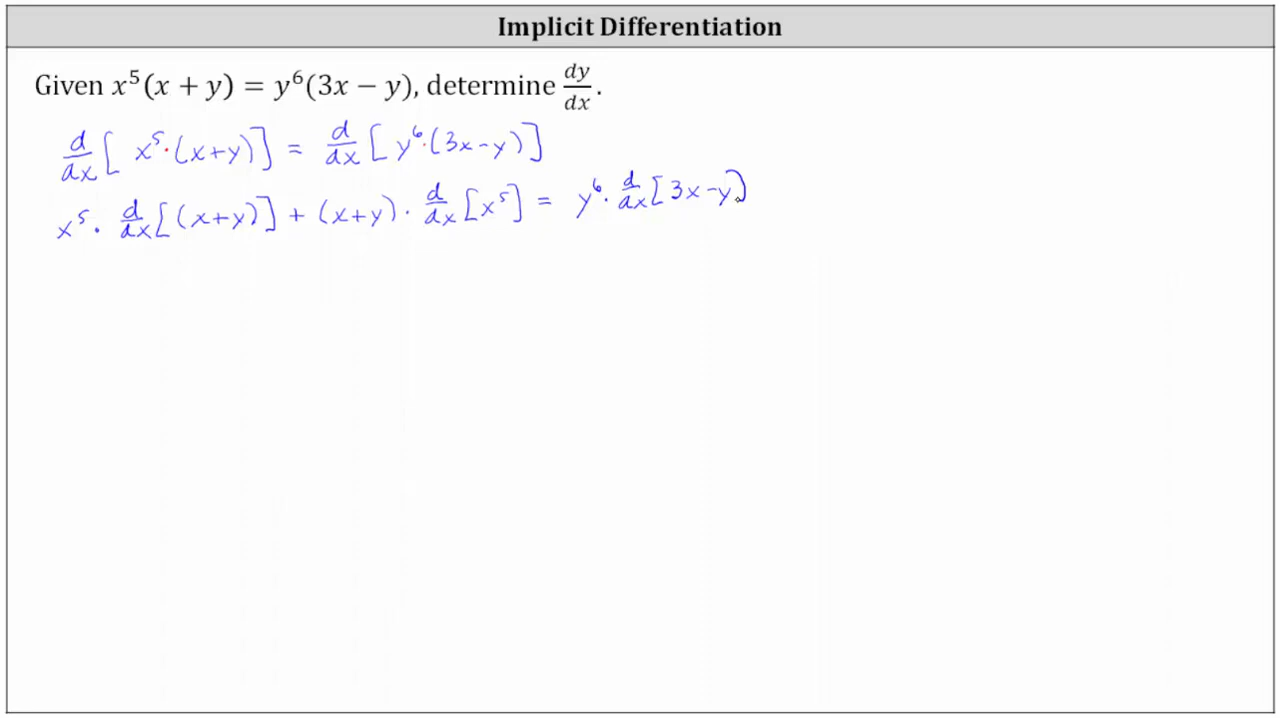 Implicit Differentiation
Given x⁵(x + y) = y⁶(3x − y), determine dy/dx.
d/dx [ x⁵ · (x+y) ] = d/dx [ y⁶ · (3x−y) ]
x⁵ · d/dx [(x+y)] + (x+y) · d/dx [x⁵] = y⁶ · d/dx [3x−y]